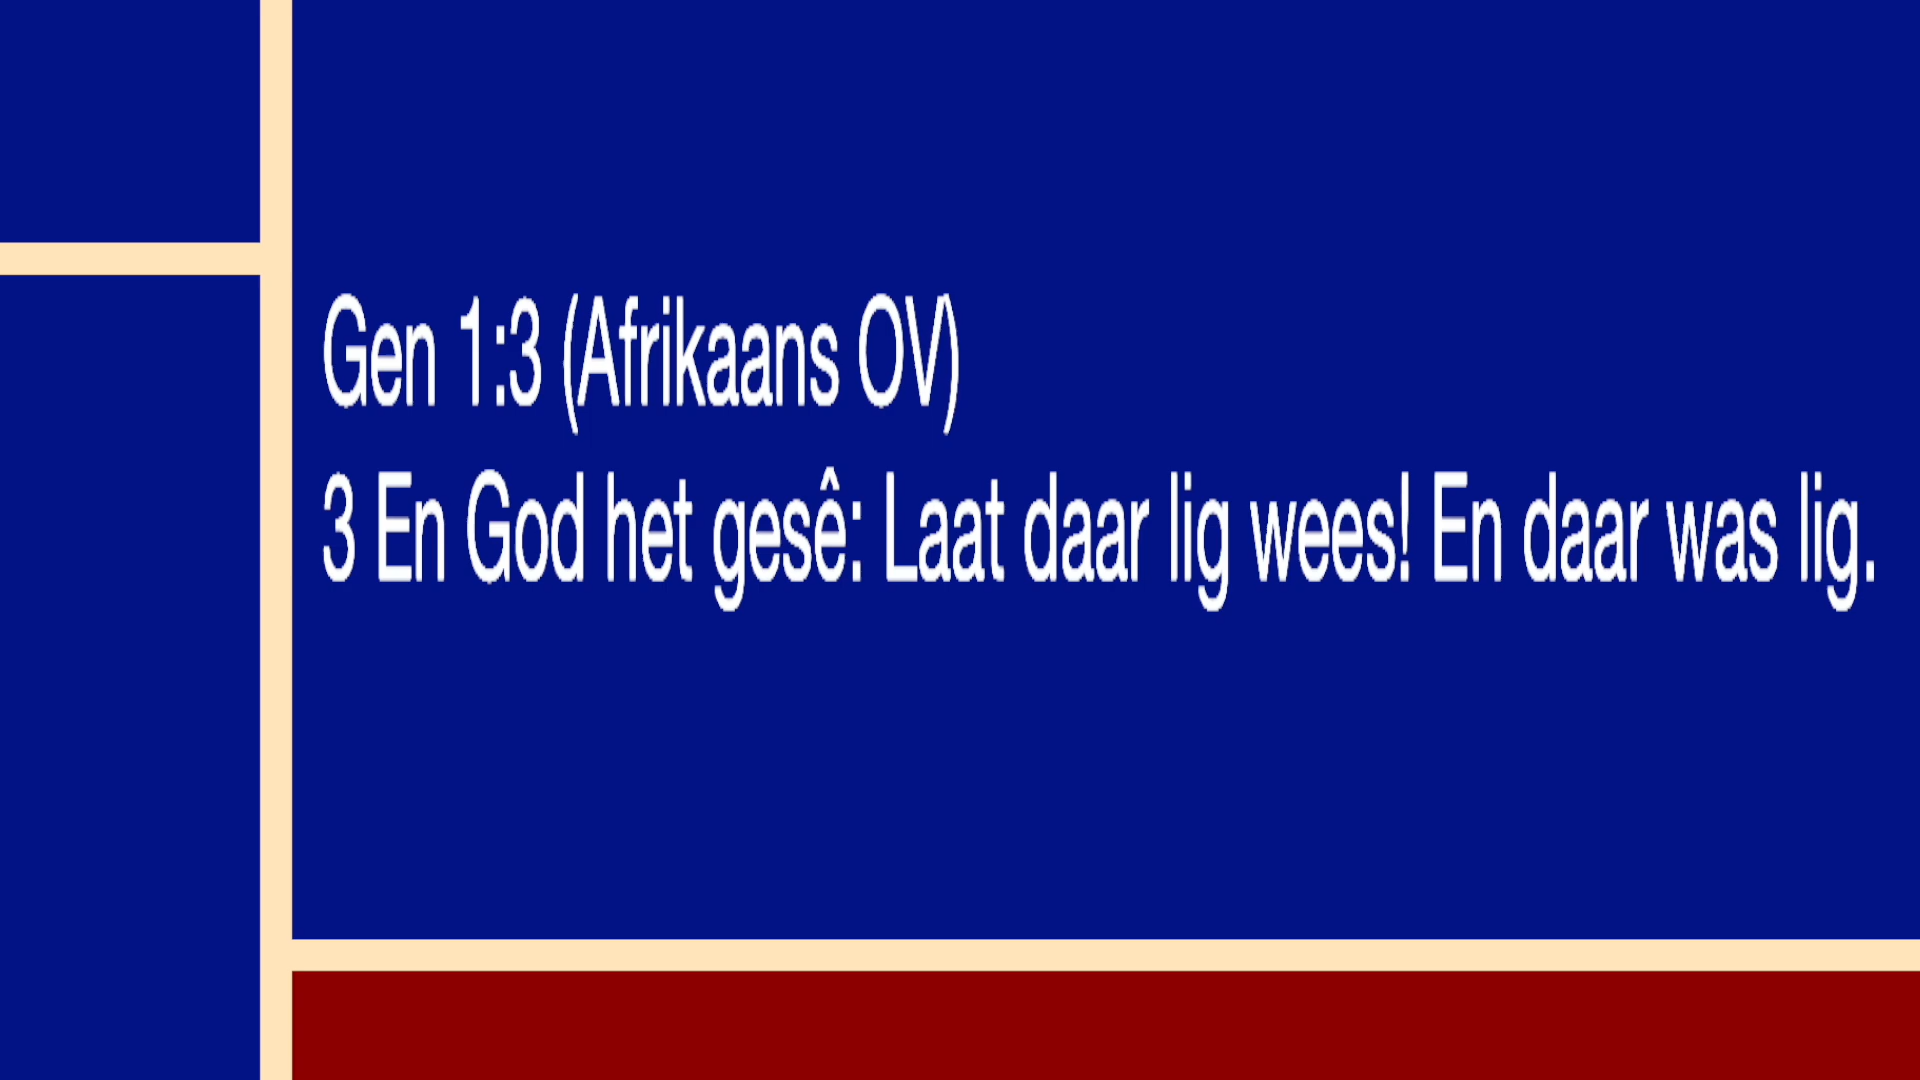 Gen 1:3 (Afrikaans OV)
3 En God het gesê: Laat daar lig wees! En daar was lig.